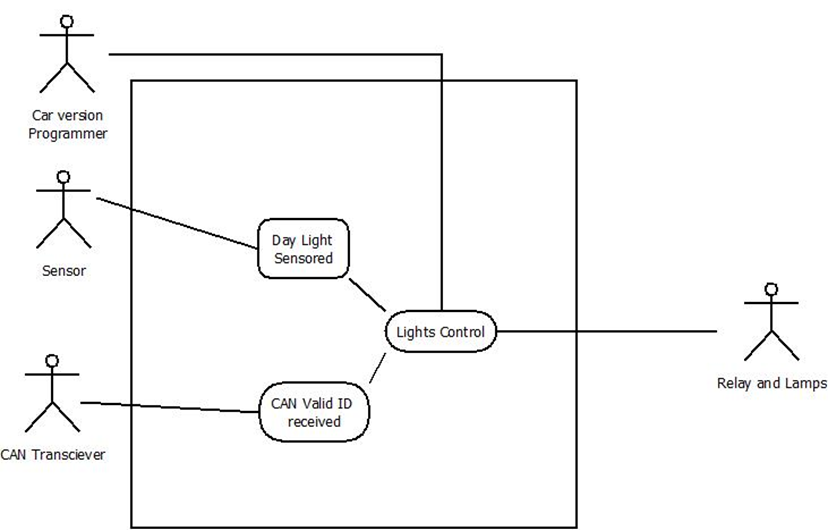 Car version
Programmer
Sensor
Day Light
Sensored
Lights Control
Relay and Lamps
CAN Valid ID
received
CAN Transciever